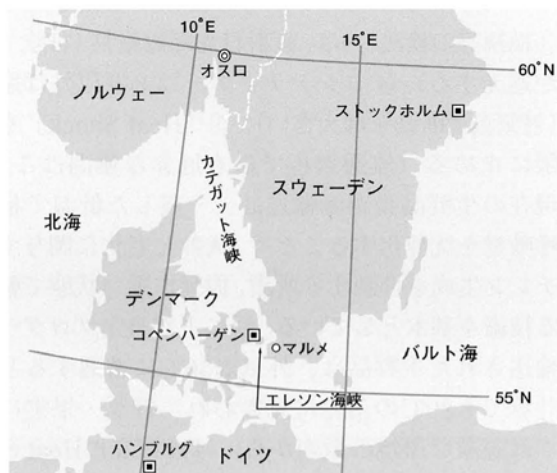 10°E
15°E
オスロ
60°N
ノルウェー
ストックホルム
カテガット海峡
スウェーデン
北海
デンマーク
コペンハーゲン
マルメ
バルト海
エレソン海峡
55°N
ハンブルグ
ドイツ